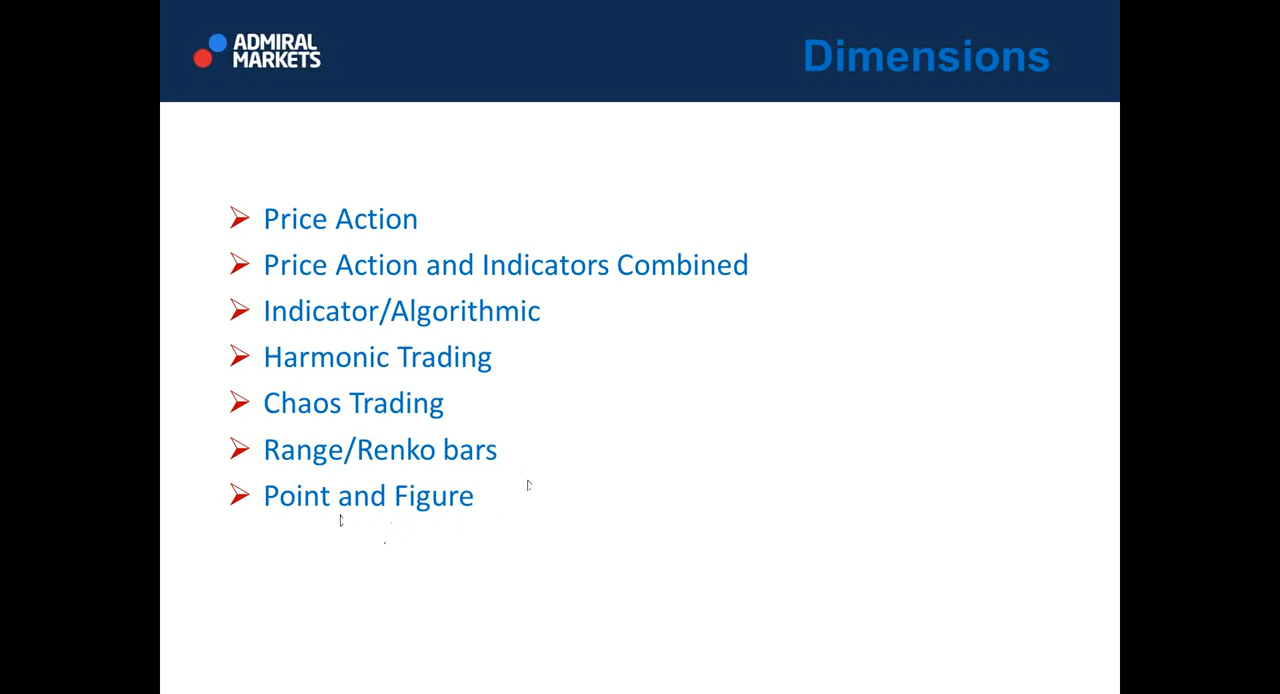 ADMIRAL
MARKETS
Dimensions
Price Action
Price Action and Indicators Combined
Indicator/Algorithmic
Harmonic Trading
Chaos Trading
Range/Renko bars
Point and Figure